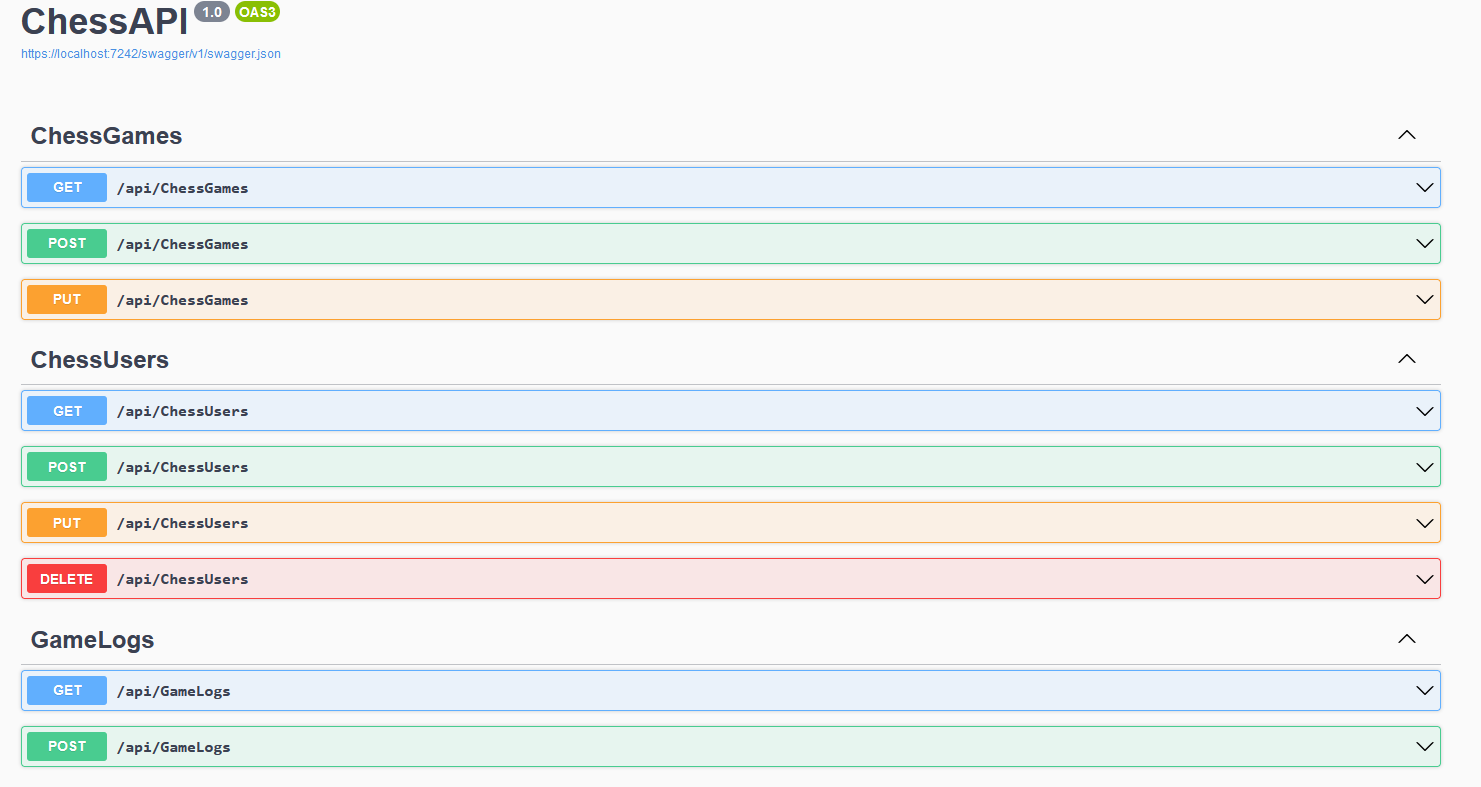 ChessAPI 1.0 OAS3
https://localhost:7242/swagger/v1/swagger.json
ChessGames
GET /api/ChessGames
POST /api/ChessGames
PUT /api/ChessGames
ChessUsers
GET /api/ChessUsers
POST /api/ChessUsers
PUT /api/ChessUsers
DELETE /api/ChessUsers
GameLogs
GET /api/GameLogs
POST /api/GameLogs